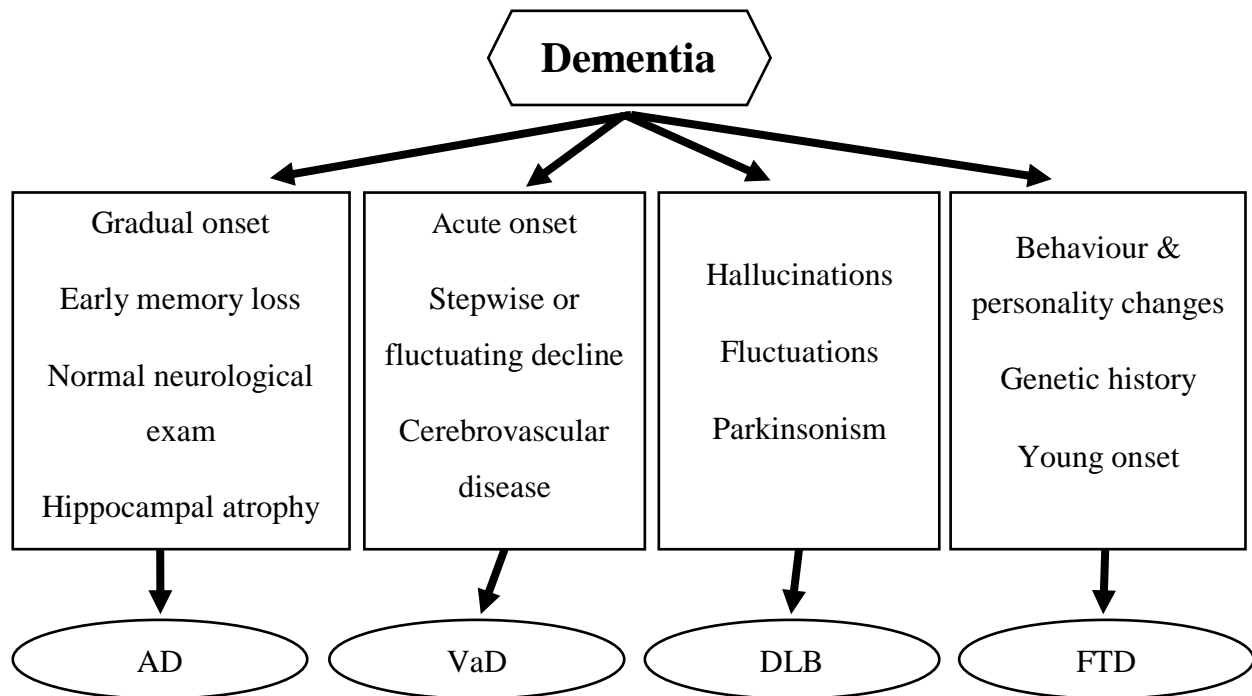 Dementia
Gradual onset
Early memory loss
Normal neurological
exam
Hippocampal atrophy
Acute onset
Stepwise or
fluctuating decline
Cerebrovascular
disease
Hallucinations
Fluctuations
Parkinsonism
Behaviour &
personality changes
Genetic history
Young onset
AD
VaD
DLB
FTD